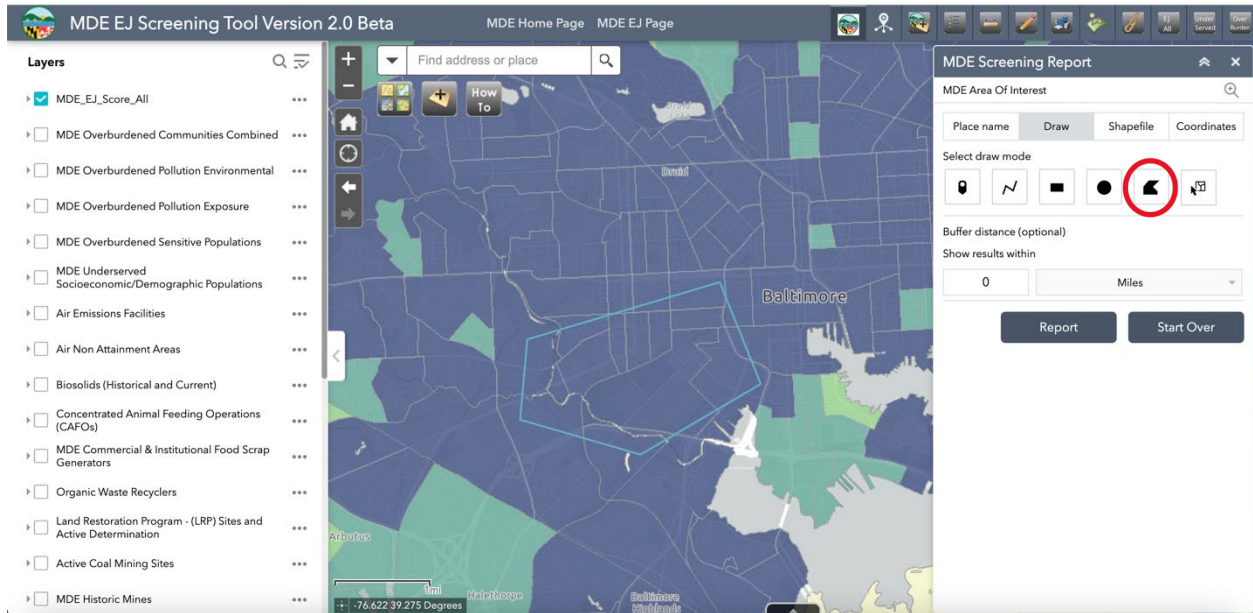 MDE EJ Screening Tool Version 2.0 Beta
MDE Home Page MDE EJ Page
EJ
All
Under
Served
Over
Burden
Layers
MDE_EJ_Score_All
MDE Overburdened Communities Combined
MDE Overburdened Pollution Environmental
MDE Overburdened Pollution Exposure
MDE Overburdened Sensitive Populations
MDE Underserved
Socioeconomic/Demographic Populations
Air Emissions Facilities
Air Non Attainment Areas
Biosolids (Historical and Current)
Concentrated Animal Feeding Operations
(CAFOs)
MDE Commercial & Institutional Food Scrap
Generators
Organic Waste Recyclers
Land Restoration Program - (LRP) Sites and
Active Determination
Active Coal Mining Sites
MDE Historic Mines
Find address or place
How
To
Druid
Baltimore
Arbutus
Halethorpe
Baltimore
Highlands
1mi
-76.622 39.275 Degrees
MDE Screening Report
MDE Area Of Interest
Place name Draw Shapefile Coordinates
Select draw mode
Buffer distance (optional)
Show results within
0 Miles
Report Start Over